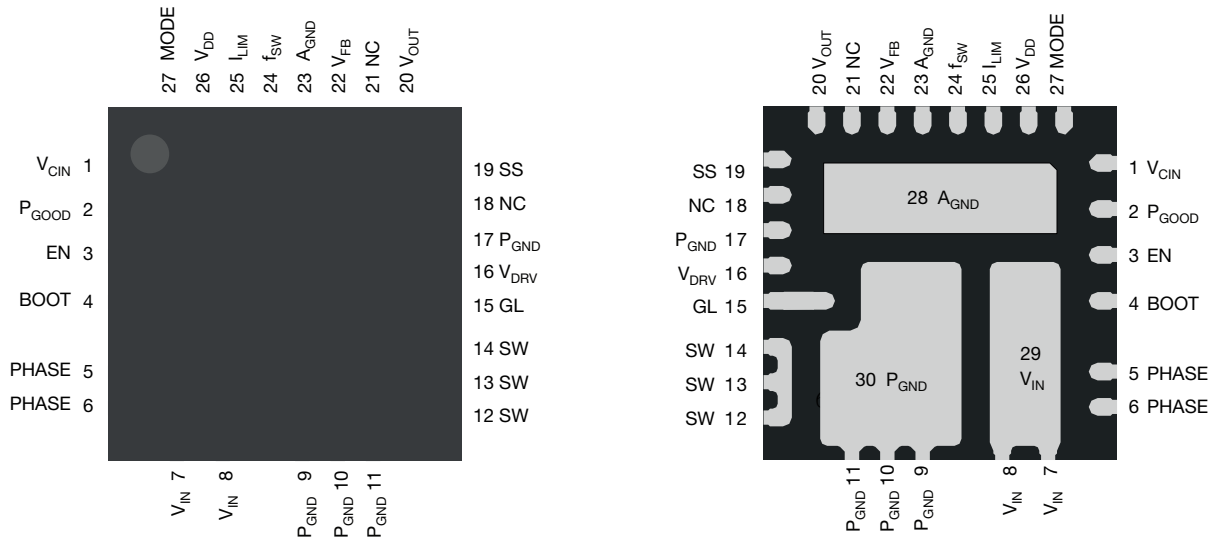 27 MODE
26 VDD
25 ILIM
24 fSW
23 AGND
22 VFB
21 NC
20 VOUT
VCIN 1
PGOOD 2
EN 3
BOOT 4
PHASE 5
PHASE 6
19 SS
18 NC
17 PGND
16 VDRV
15 GL
14 SW
13 SW
12 SW
VIN 7
VIN 8
PGND 9
PGND 10
PGND 11
20 VOUT
21 NC
22 VFB
23 AGND
24 fSW
25 ILIM
26 VDD
27 MODE
SS 19
NC 18
PGND 17
VDRV 16
GL 15
SW 14
SW 13
SW 12
28 AGND
30 PGND
29
VIN
1 VCIN
2 PGOOD
3 EN
4 BOOT
5 PHASE
6 PHASE
PGND 11
PGND 10
PGND 9
VIN 8
VIN 7